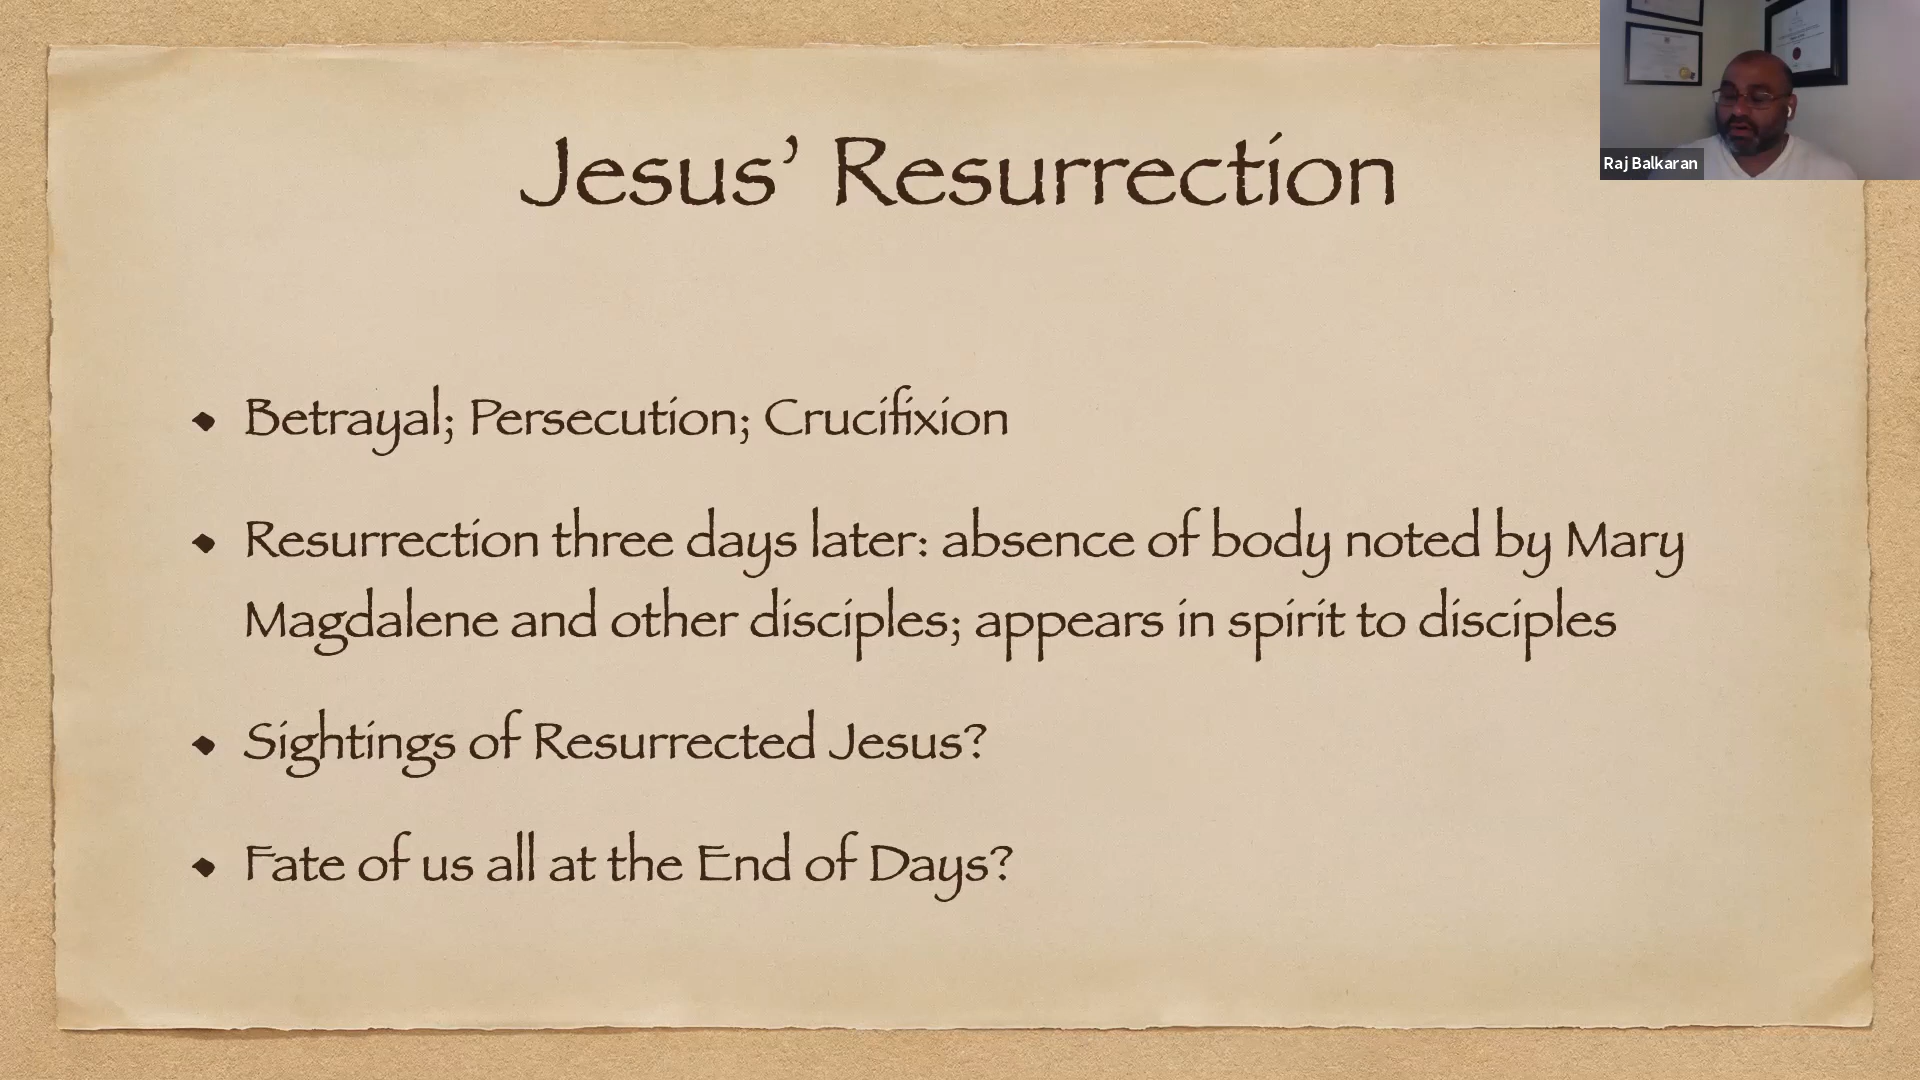 Jesus’ Resurrection
Raj Balkaran
Betrayal; Persecution; Crucifixion
Resurrection three days later: absence of body noted by Mary
Magdalene and other disciples; appears in spirit to disciples
Sightings of Resurrected Jesus?
Fate of us all at the End of Days?